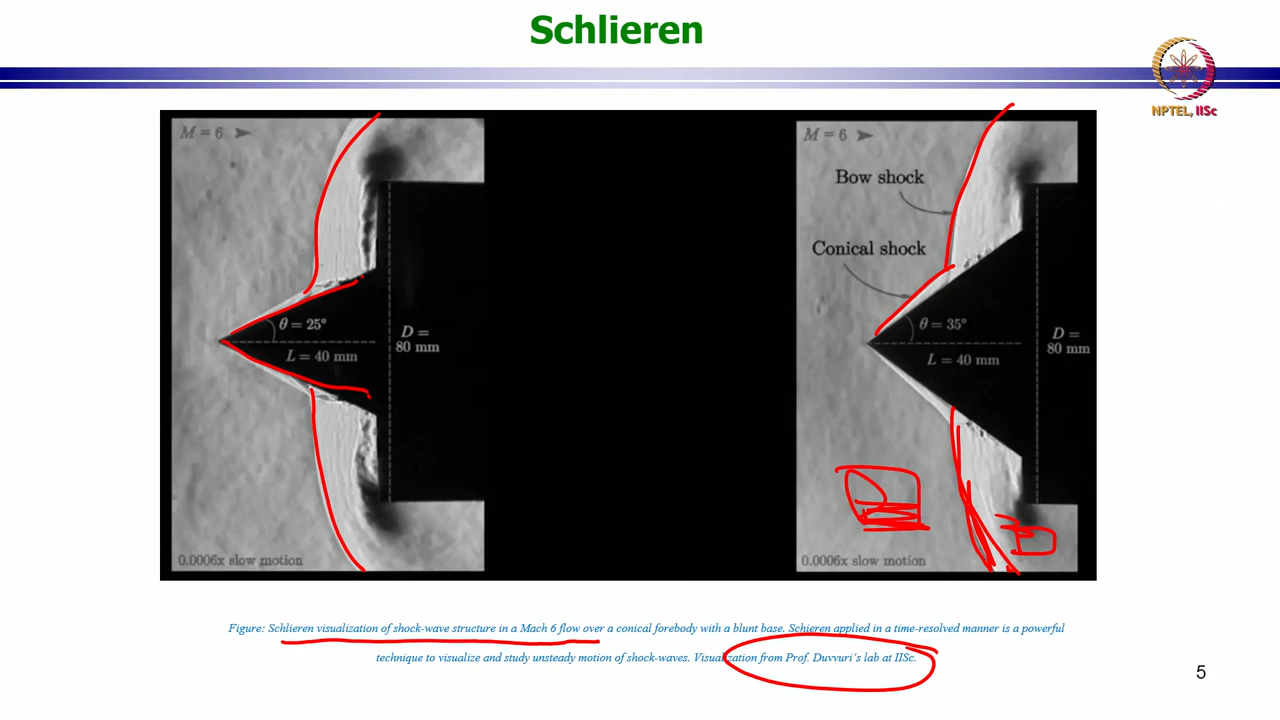 Schlieren
NPTEL, IISc
M = 6
θ = 25°
L = 40 mm
D =
80 mm
0.0006x slow motion
M = 6
Bow shock
Conical shock
θ = 35°
L = 40 mm
D =
80 mm
0.0006x slow motion
Figure: Schlieren visualization of shock-wave structure in a Mach 6 flow over a conical forebody with a blunt base. Schieren applied in a time-resolved manner is a powerful
technique to visualize and study unsteady motion of shock-waves. Visualization from Prof. Duvvuri's lab at IISc.
5